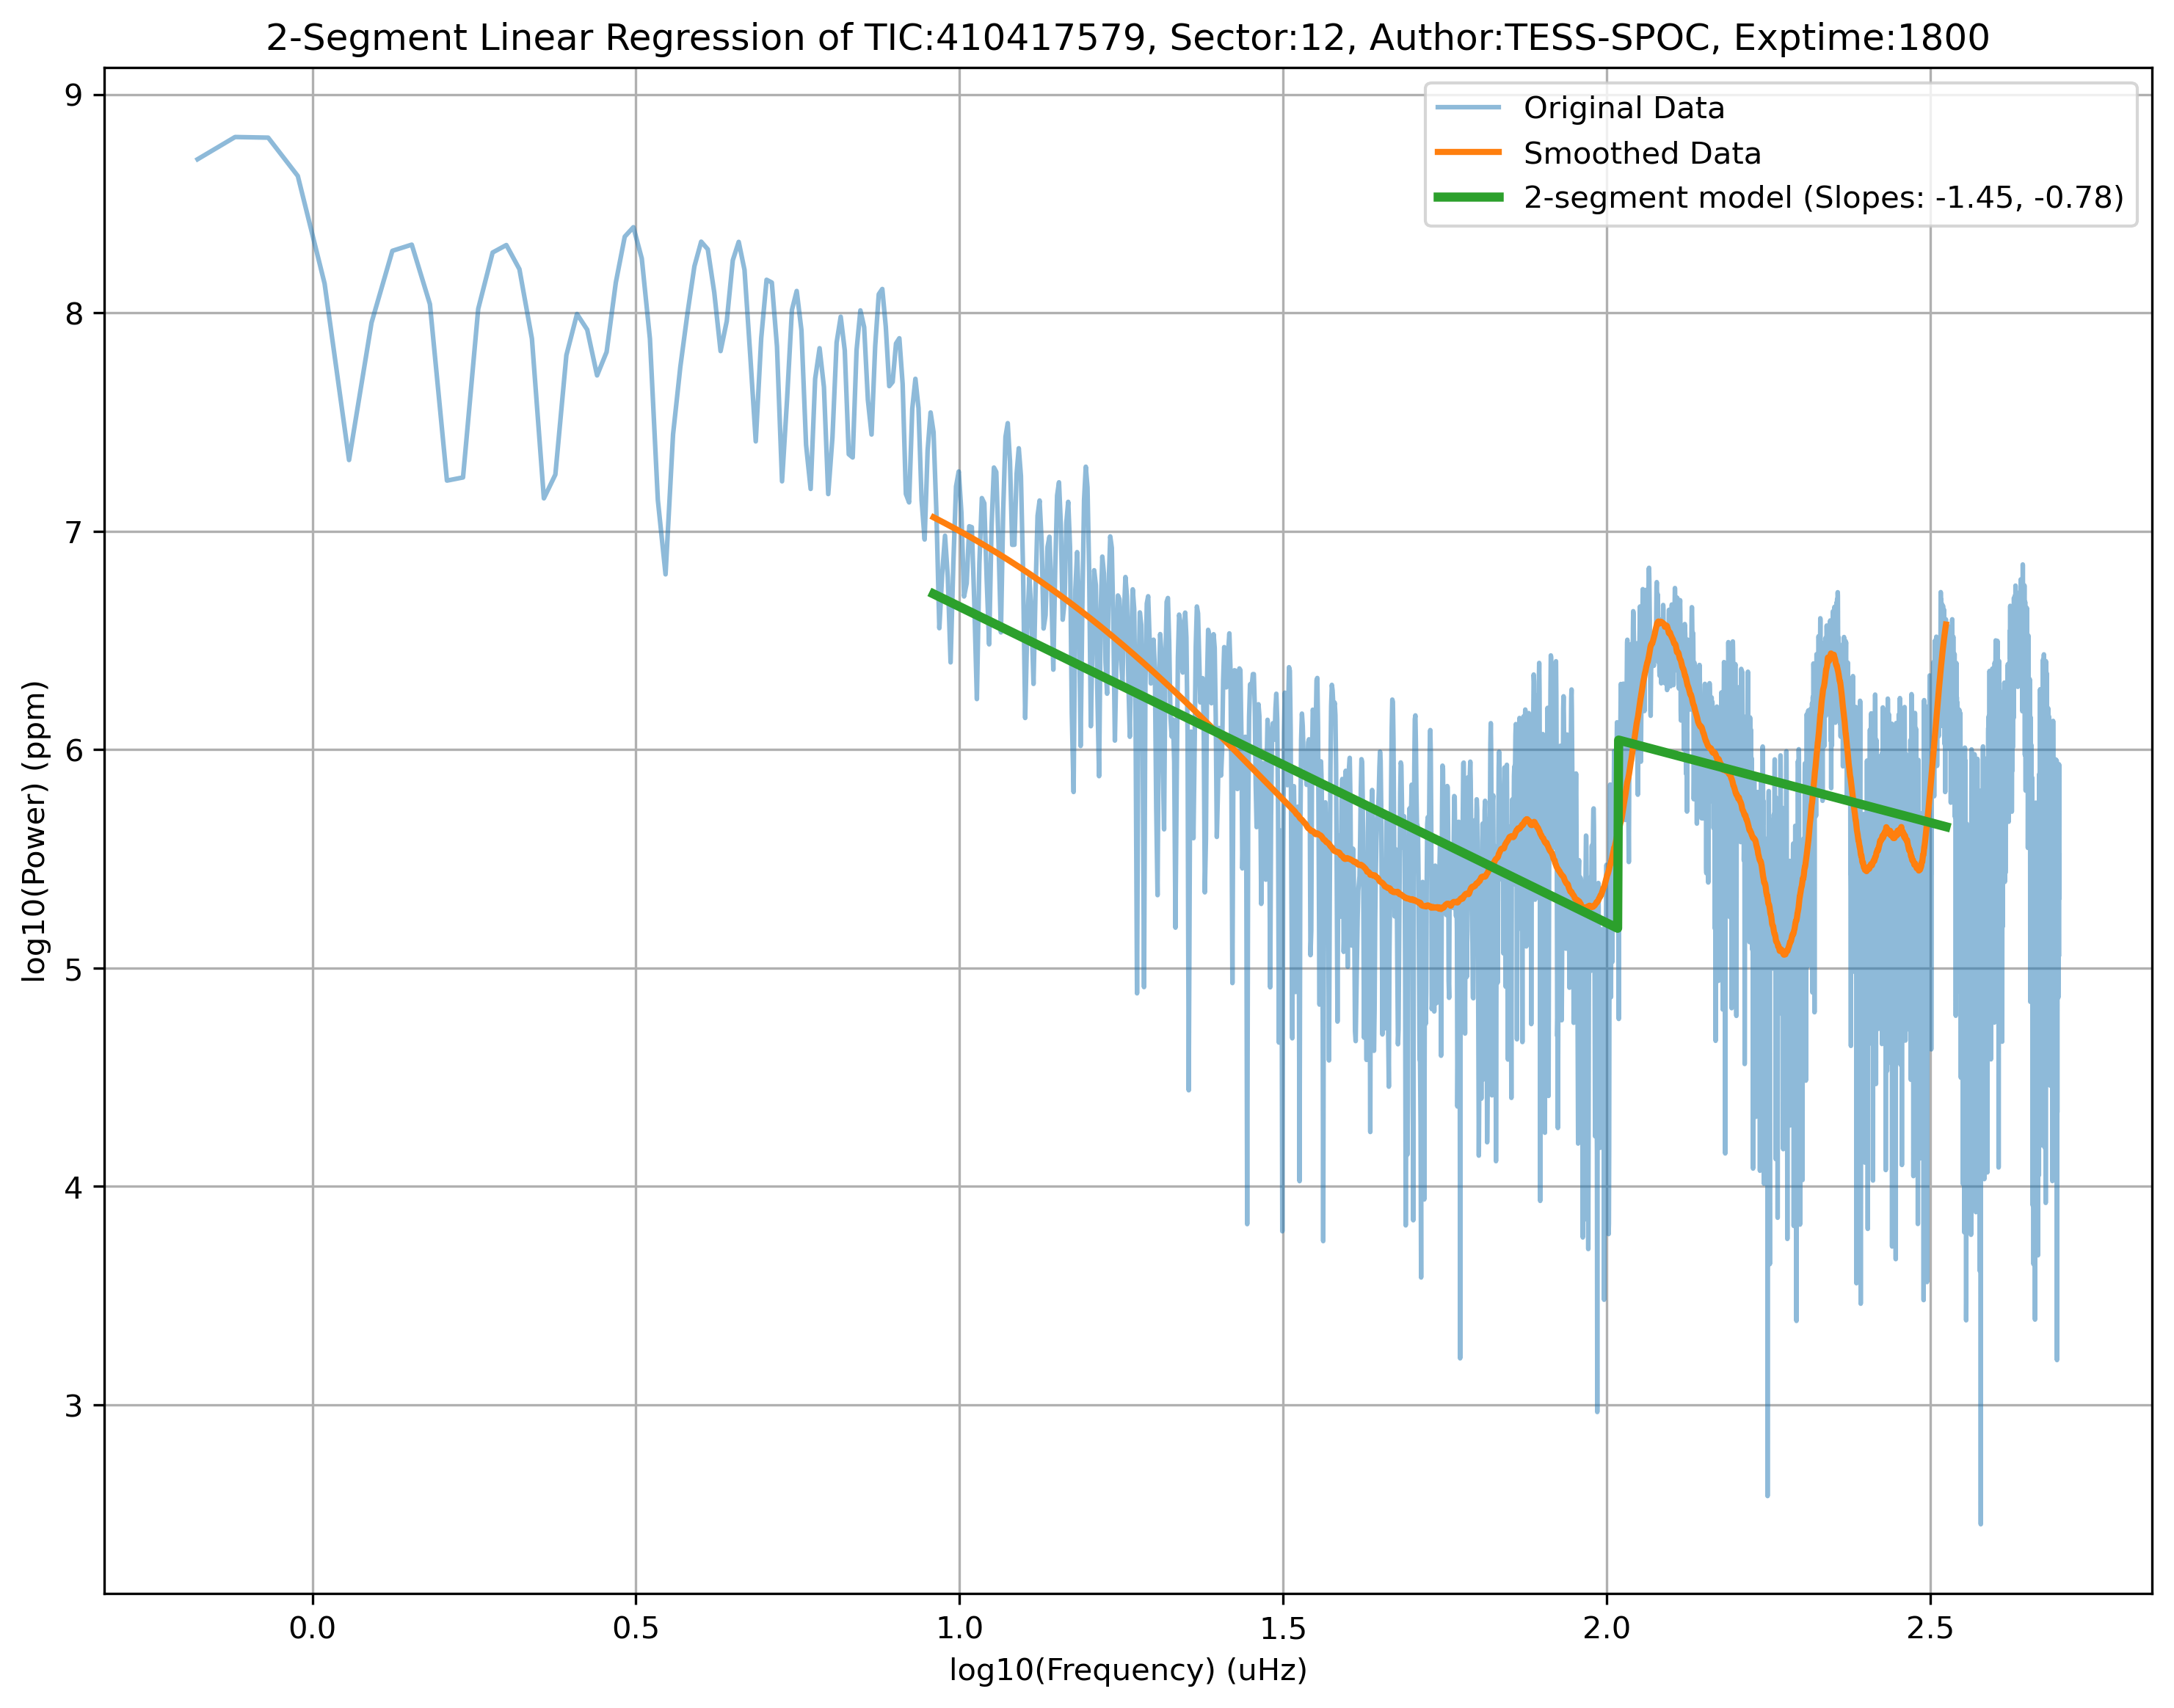 2-Segment Linear Regression of TIC:410417579, Sector:12, Author:TESS-SPOC, Exptime:1800
Original Data
Smoothed Data
2-segment model (Slopes: -1.45, -0.78)
log10(Power) (ppm)
9
8
7
6
5
4
3
0.0 0.5 1.0 1.5 2.0 2.5
log10(Frequency) (uHz)